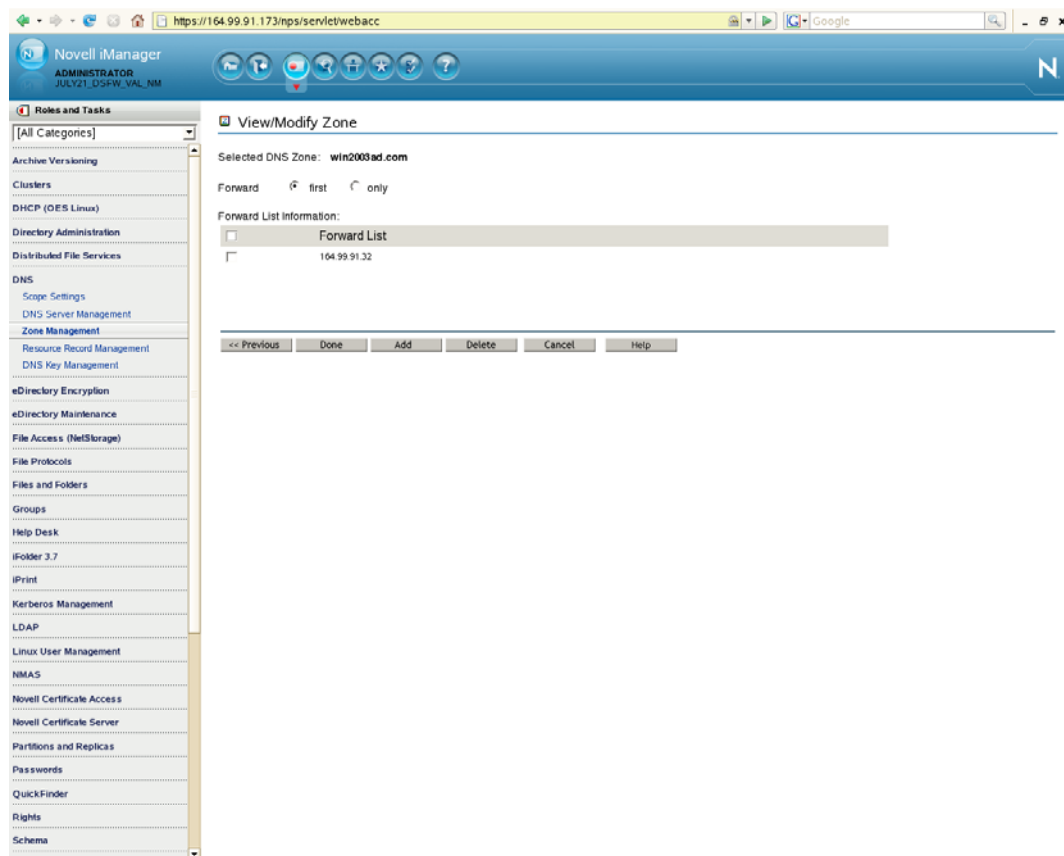 https://164.99.91.173/nps/servlet/webacc
G Google
Novell iManager
ADMINISTRATOR
JULY21_DSFW_VAL_NM
N
Roles and Tasks
[All Categories]
Archive Versioning
Clusters
DHCP (OES Linux)
Directory Administration
Distributed File Services
DNS
Scope Settings
DNS Server Management
Zone Management
Resource Record Management
DNS Key Management
eDirectory Encryption
eDirectory Maintenance
File Access (NetStorage)
File Protocols
Files and Folders
Groups
Help Desk
iFolder 3.7
iPrint
Kerberos Management
LDAP
Linux User Management
NMAS
Novell Certificate Access
Novell Certificate Server
Partitions and Replicas
Passwords
QuickFinder
Rights
Schema
View/Modify Zone
Selected DNS Zone: win2003ad.com
Forward first only
Forward List Information:
Forward List
164.99.91.32
<< Previous Done Add Delete Cancel Help